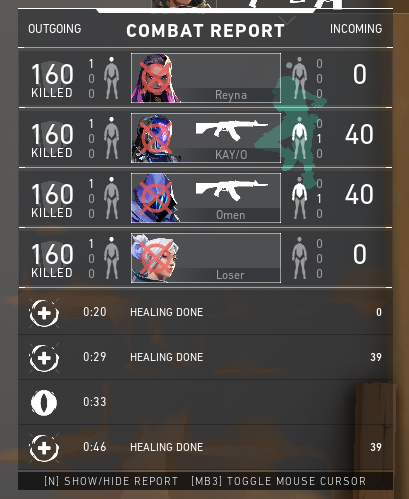 OUTGOING COMBAT REPORT INCOMING
160 1 0 0
KILLED
Reyna
0 0 0 0
160 1 0 0
KILLED
KAY/O
0 1 0 40
160 1 0 0
KILLED
Omen
0 1 0 40
160 1 0 0
KILLED
Loser
0 0 0 0
0:20 HEALING DONE 0
0:29 HEALING DONE 39
0:33
0:46 HEALING DONE 39
[N] SHOW/HIDE REPORT [MB3] TOGGLE MOUSE CURSOR